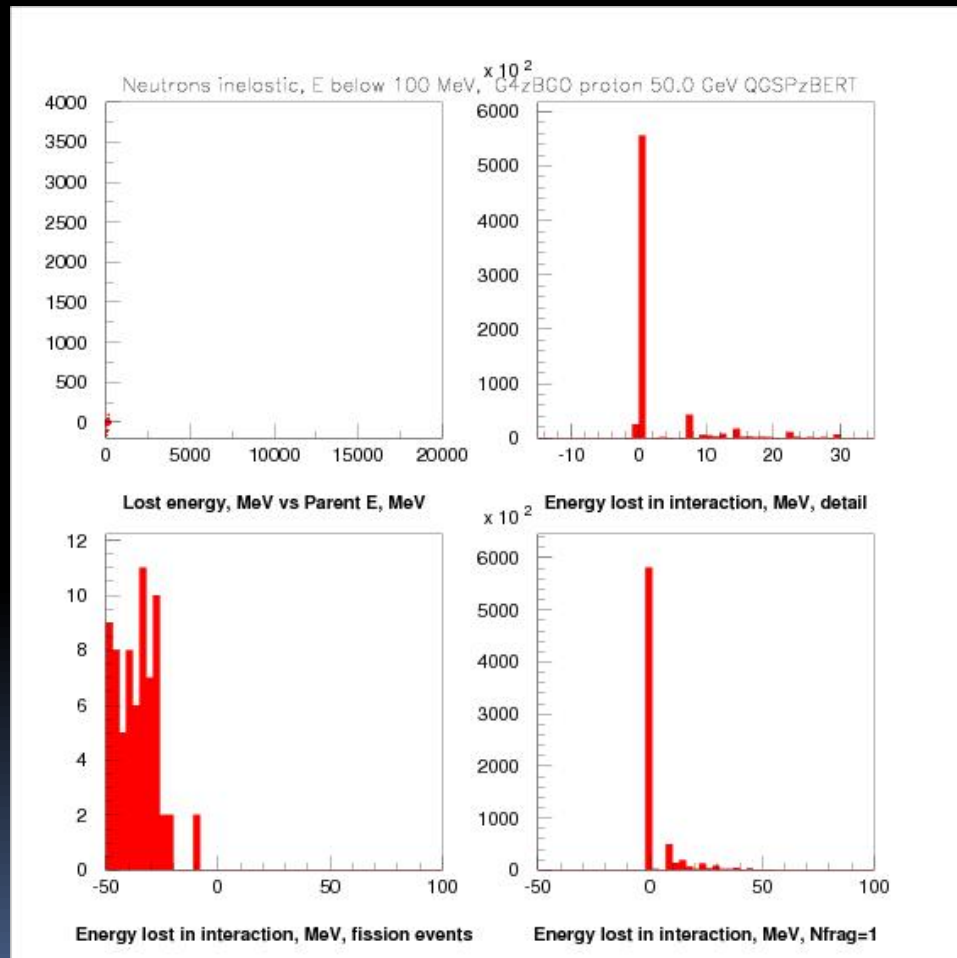 x 10^2
Neutrons inelastic, E below 100 MeV, G4zBGO proton 50.0 GeV QGSPzBERT
4000
3500
3000
2500
2000
1500
1000
500
0
0 5000 10000 15000 20000
Lost energy, MeV vs Parent E, MeV
6000
5000
4000
3000
2000
1000
0
-10 0 10 20 30
Energy lost in interaction, MeV, detail
12
10
8
6
4
2
0
-50 0 50 100
Energy lost in interaction, MeV, fission events
x 10^2
6000
5000
4000
3000
2000
1000
0
-50 0 50 100
Energy lost in interaction, MeV, Nfrag=1